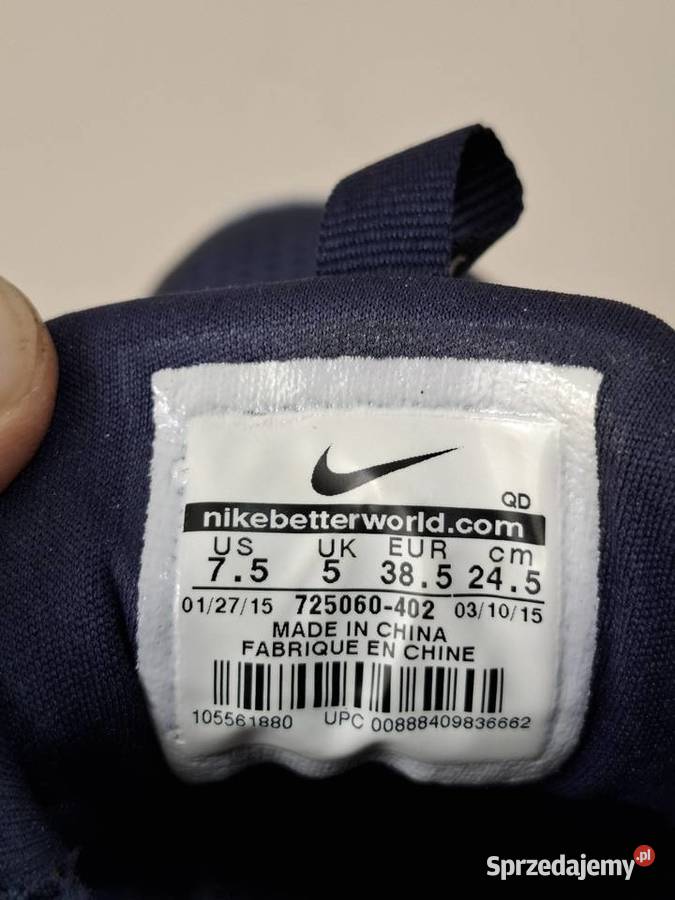 QD
nikebetterworld.com
US UK EUR cm
7.5 5 38.5 24.5
01/27/15 725060-402 03/10/15
MADE IN CHINA
FABRIQUE EN CHINE
105561880 UPC 00888409836662
Sprzedajemy.pl